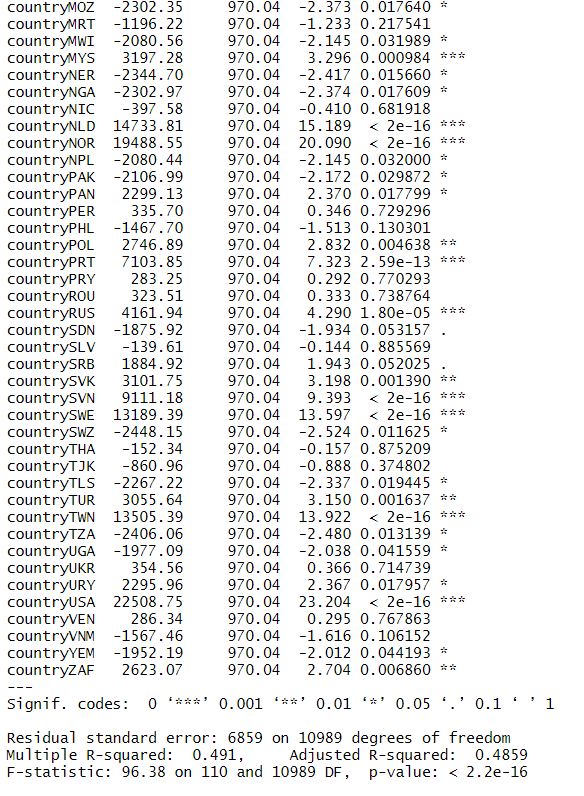 countryMOZ -2302.35 970.04 -2.373 0.017640 *
countryMRT -1196.22 970.04 -1.233 0.217541
countryMWI -2080.56 970.04 -2.145 0.031989 *
countryMYS 3197.28 970.04 3.296 0.000984 ***
countryNER -2344.70 970.04 -2.417 0.015660 *
countryNGA -2302.97 970.04 -2.374 0.017609 *
countryNIC -397.58 970.04 -0.410 0.681918
countryNLD 14733.81 970.04 15.189 < 2e-16 ***
countryNOR 19488.55 970.04 20.090 < 2e-16 ***
countryNPL -2080.44 970.04 -2.145 0.032000 *
countryPAK -2106.99 970.04 -2.172 0.029872 *
countryPAN 2299.13 970.04 2.370 0.017799 *
countryPER 335.70 970.04 0.346 0.729296
countryPHL -1467.70 970.04 -1.513 0.130301
countryPOL 2746.89 970.04 2.832 0.004638 **
countryPRT 7103.85 970.04 7.323 2.59e-13 ***
countryPRY 283.25 970.04 0.292 0.770293
countryROU 323.51 970.04 0.333 0.738764
countryRUS 4161.94 970.04 4.290 1.80e-05 ***
countrySDN -1875.92 970.04 -1.934 0.053157 .
countrySLV -139.61 970.04 -0.144 0.885569
countrySRB 1884.92 970.04 1.943 0.052025 .
countrySVK 3101.75 970.04 3.198 0.001390 **
countrySVN 9111.18 970.04 9.393 < 2e-16 ***
countrySWE 13189.39 970.04 13.597 < 2e-16 ***
countrySWZ -2448.15 970.04 -2.524 0.011625 *
countryTHA -152.34 970.04 -0.157 0.875209
countryTJK -860.96 970.04 -0.888 0.374802
countryTLS -2267.22 970.04 -2.337 0.019445 *
countryTUR 3055.64 970.04 3.150 0.001637 **
countryTWN 13505.39 970.04 13.922 < 2e-16 ***
countryTZA -2406.06 970.04 -2.480 0.013139 *
countryUGA -1977.09 970.04 -2.038 0.041559 *
countryUKR 354.56 970.04 0.366 0.714739
countryURY 2295.96 970.04 2.367 0.017957 *
countryUSA 22508.75 970.04 23.204 < 2e-16 ***
countryVEN 286.34 970.04 0.295 0.767863
countryVNM -1567.46 970.04 -1.616 0.106152
countryYEM -1952.19 970.04 -2.012 0.044193 *
countryZAF 2623.07 970.04 2.704 0.006860 **
---
Signif. codes: 0 ‘***’ 0.001 ‘**’ 0.01 ‘*’ 0.05 ‘.’ 0.1 ‘ ’ 1
Residual standard error: 6859 on 10989 degrees of freedom
Multiple R-squared: 0.491, Adjusted R-squared: 0.4859
F-statistic: 96.38 on 110 and 10989 DF, p-value: < 2.2e-16